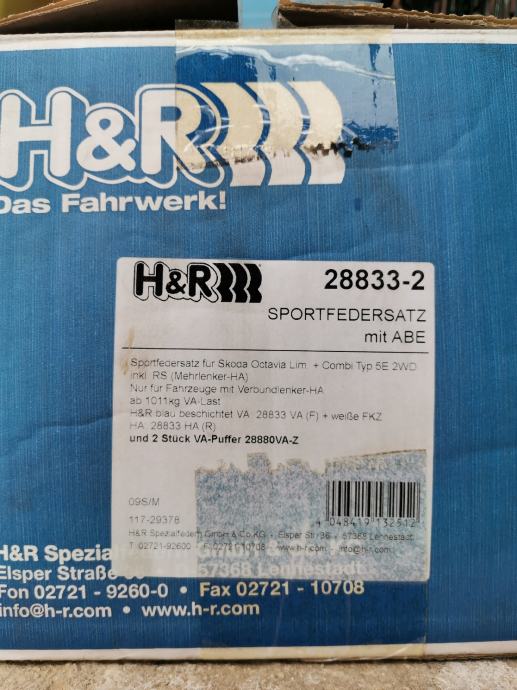 H&R
Das Fahrwerk!
H&R 28833-2
SPORTFEDERSATZ
mit ABE
Sportfedersatz für Skoda Octavia Lim. + Combi Typ 5E 2WD
inkl. RS (Mehrlenker-HA)
Nur für Fahrzeuge mit Verbundlenker-HA
ab 1011kg VA-Last
H&R blau beschichtet VA: 28833 VA (F) + weiße FKZ
HA: 28833 HA (R)
und 2 Stück VA-Puffer 28880VA-Z
09S/M
117-29378
4 048419 132512
H&R Spezialfedern GmbH & Co.KG • Elsper Str.36 • 57368 Lennestadt
T: 02721-92600 • F: 02721 10708 • www.h-r.com • info@h-r.com
H&R Spezial
Elsper Straße 57368 Lennestadt
Fon 02721 - 9260-0 • Fax 02721 - 10708
info@h-r.com • www.h-r.com